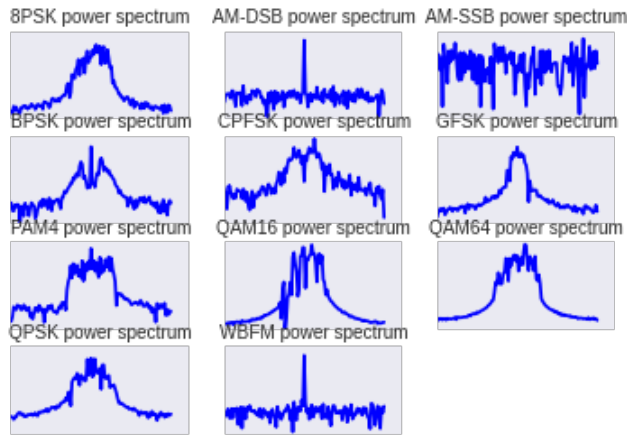 8PSK power spectrum
AM-DSB power spectrum
AM-SSB power spectrum
BPSK power spectrum
CPFSK power spectrum
GFSK power spectrum
PAM4 power spectrum
QAM16 power spectrum
QAM64 power spectrum
QPSK power spectrum
WBFM power spectrum